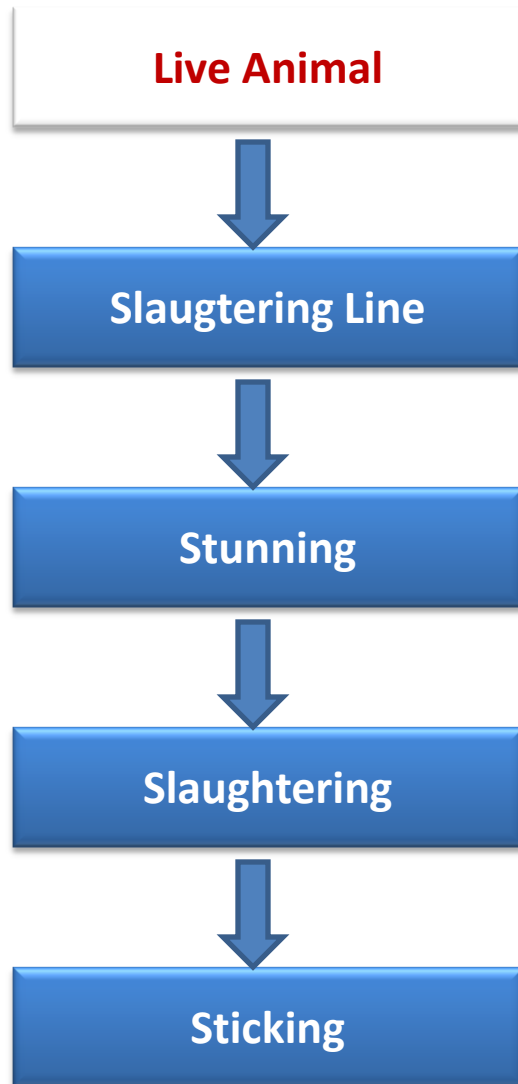 Live Animal
Slaugtering Line
Stunning
Slaughtering
Sticking